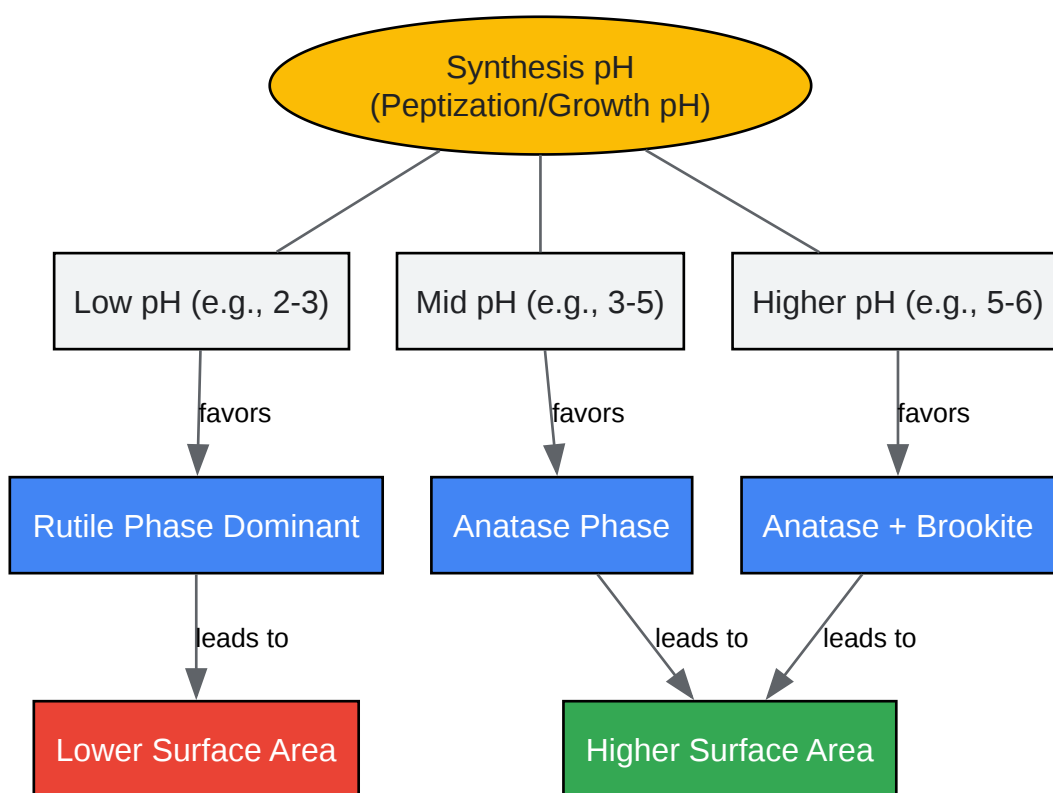 Synthesis pH
(Peptization/Growth pH)
Low pH (e.g., 2-3)
Mid pH (e.g., 3-5)
Higher pH (e.g., 5-6)
favors
favors
favors
Rutile Phase Dominant
Anatase Phase
Anatase + Brookite
leads to
leads to
leads to
Lower Surface Area
Higher Surface Area